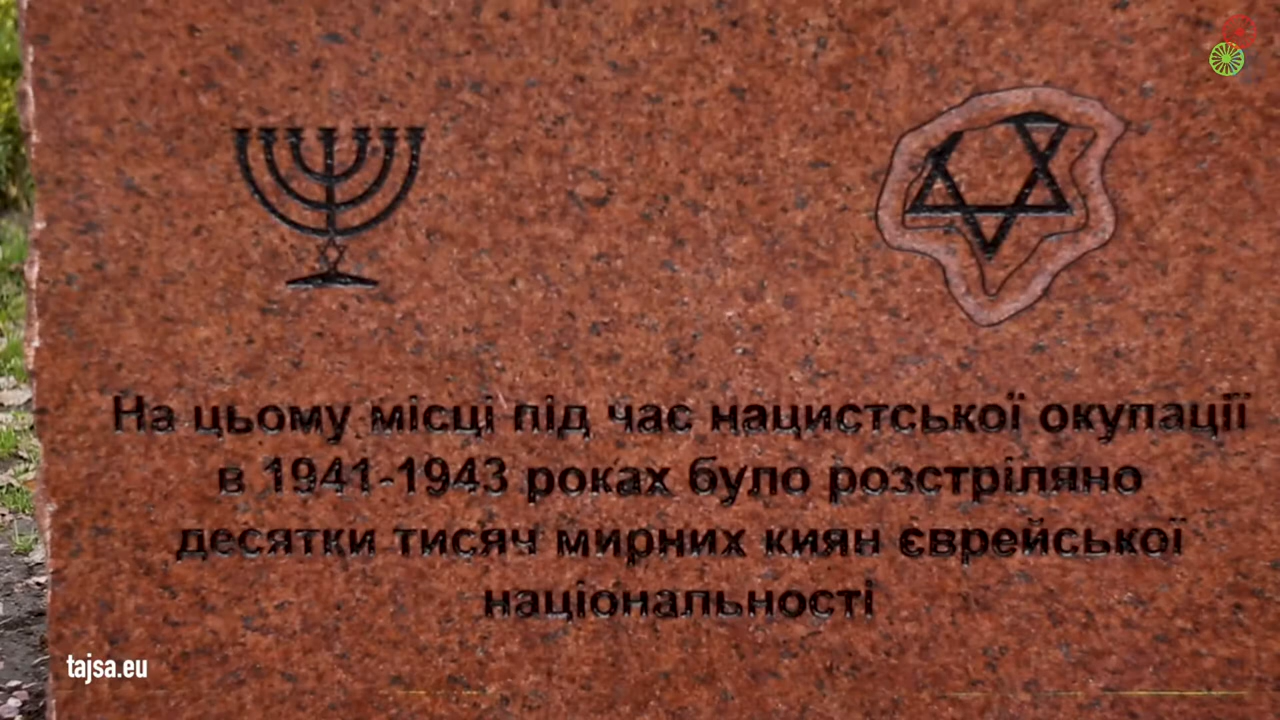 На цьому місці під час нацистської окупації
в 1941-1943 роках було розстріляно
десятки тисяч мирних киян єврейської
національності
tajsa.eu